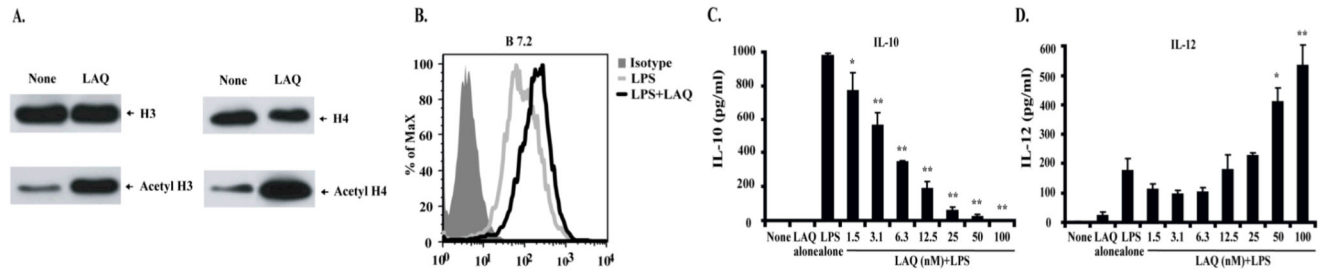 A.
None LAQ
H3
Acetyl H3
None LAQ
H4
Acetyl H4
B.
B 7.2
% of MaX
100
80
60
40
20
0
10⁰ 10¹ 10² 10³ 10⁴
Isotype
LPS
LPS+LAQ
C.
IL-10
IL-10 (pg/ml)
1000
800
600
400
200
0
* ** ** ** ** ** **
None LAQ LPS 1.5 3.1 6.3 12.5 25 50 100
alone alone
LAQ (nM)+LPS
D.
IL-12
IL-12 (pg/ml)
600
500
400
300
200
100
0
* **
None LAQ LPS 1.5 3.1 6.3 12.5 25 50 100
alone alone
LAQ (nM)+LPS